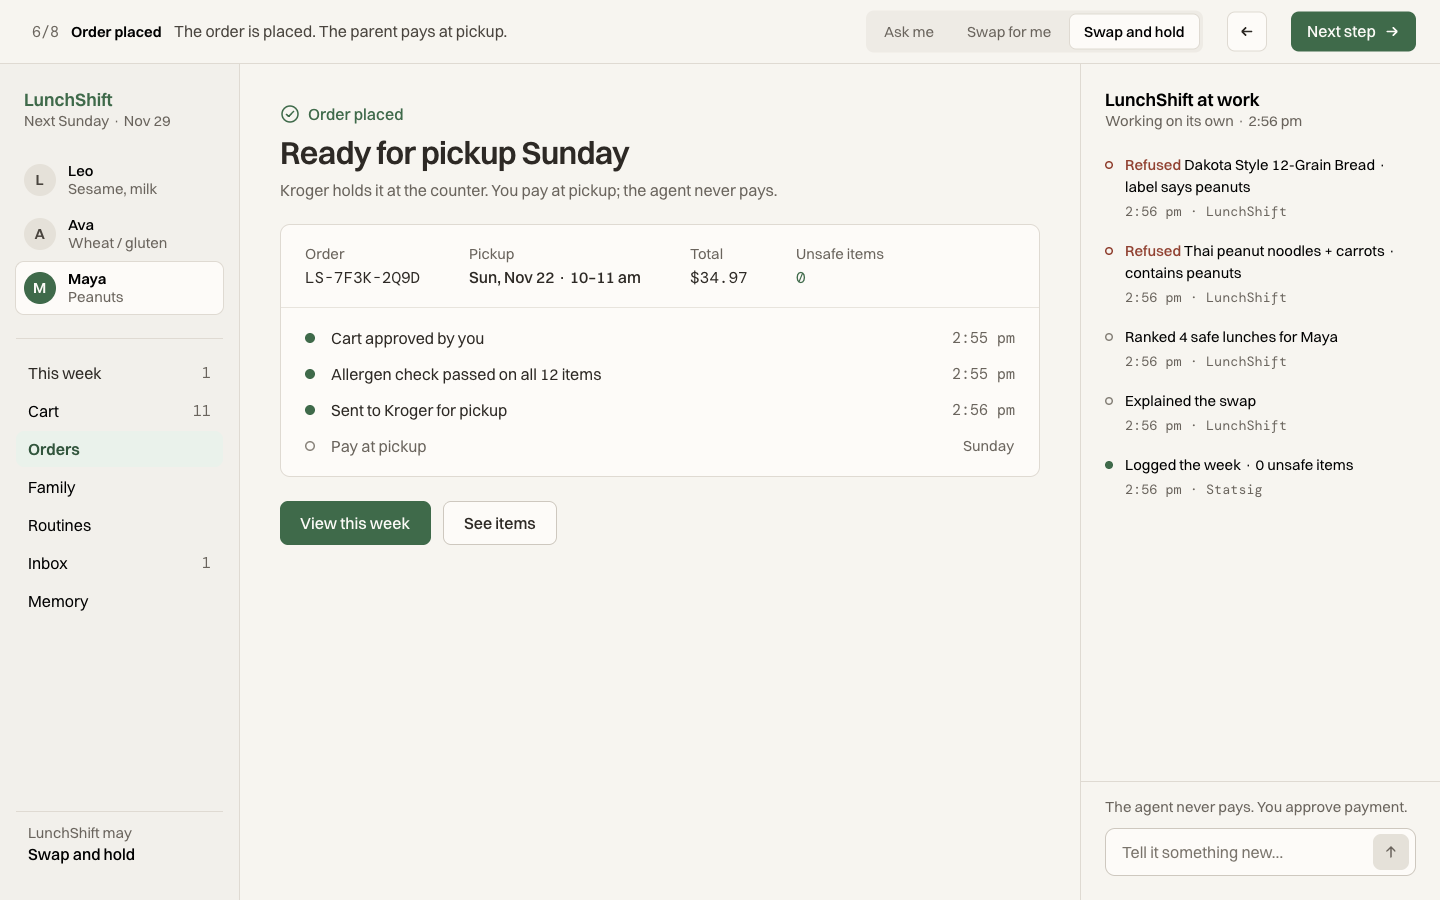 6/8 Order placed The order is placed. The parent pays at pickup.
Ask me Swap for me Swap and hold ← Next step →
LunchShift
Next Sunday · Nov 29
L Leo
Sesame, milk
A Ava
Wheat / gluten
M Maya
Peanuts
This week 1
Cart 11
Orders
Family
Routines
Inbox 1
Memory
LunchShift may
Swap and hold
Order placed
Ready for pickup Sunday
Kroger holds it at the counter. You pay at pickup; the agent never pays.
Order Pickup Total Unsafe items
LS-7F3K-2Q9D Sun, Nov 22 · 10–11 am $34.97 0
Cart approved by you 2:55 pm
Allergen check passed on all 12 items 2:55 pm
Sent to Kroger for pickup 2:56 pm
Pay at pickup Sunday
View this week See items
LunchShift at work
Working on its own · 2:56 pm
Refused Dakota Style 12-Grain Bread ·
label says peanuts
2:56 pm · LunchShift
Refused Thai peanut noodles + carrots ·
contains peanuts
2:56 pm · LunchShift
Ranked 4 safe lunches for Maya
2:56 pm · LunchShift
Explained the swap
2:56 pm · LunchShift
Logged the week · 0 unsafe items
2:56 pm · Statsig
The agent never pays. You approve payment.
Tell it something new... ↑